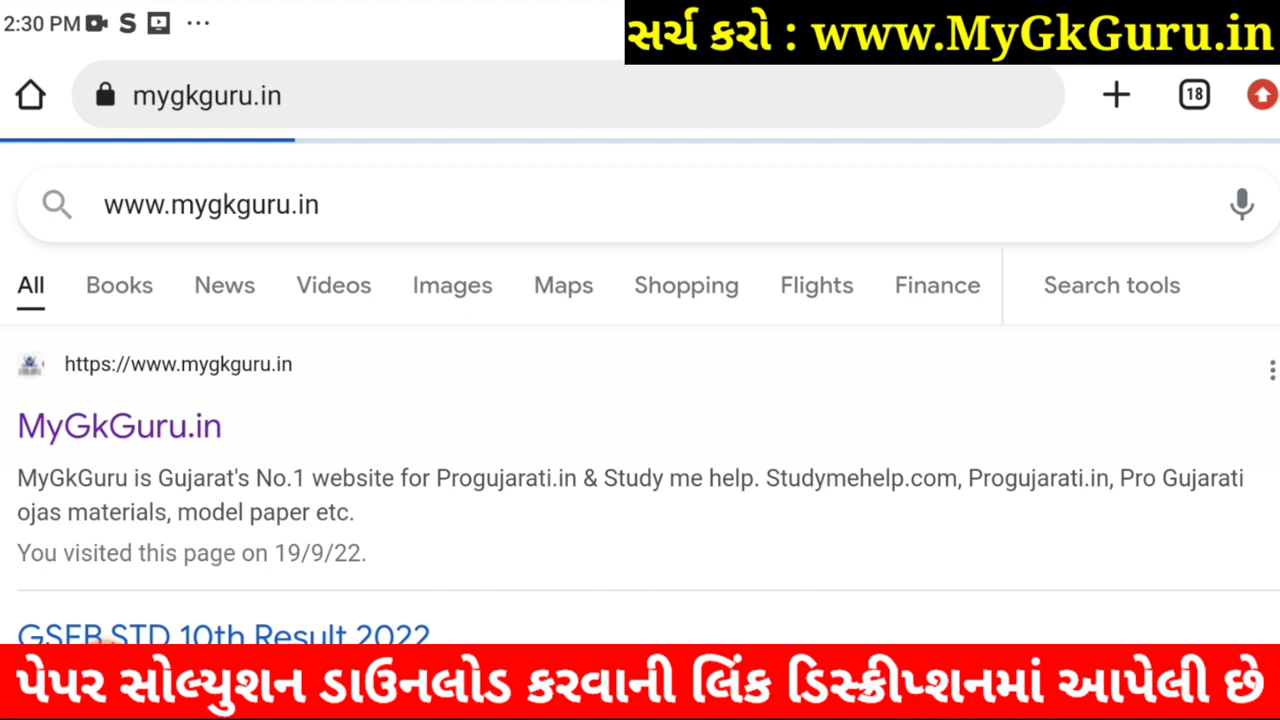 2:30 PM
સર્ચ કરો : www.MyGkGuru.in
mygkguru.in
18
www.mygkguru.in
All Books News Videos Images Maps Shopping Flights Finance Search tools
https://www.mygkguru.in
MyGkGuru.in
MyGkGuru is Gujarat's No.1 website for Progujarati.in & Study me help. Studymehelp.com, Progujarati.in, Pro Gujarati
ojas materials, model paper etc.
You visited this page on 19/9/22.
GSEB STD 10th Result 2022
પેપર સોલ્યુશન ડાઉનલોડ કરવાની લિંક ડિસ્ક્રીપ્શનમાં આપેલી છે